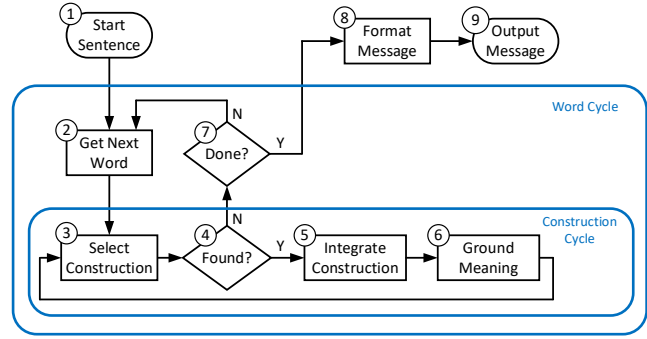 1
Start
Sentence
8
Format
Message
9
Output
Message
Word Cycle
2
Get Next
Word
N
7
Done?
Y
Construction
Cycle
3
Select
Construction
N
4
Found?
Y
5
Integrate
Construction
6
Ground
Meaning